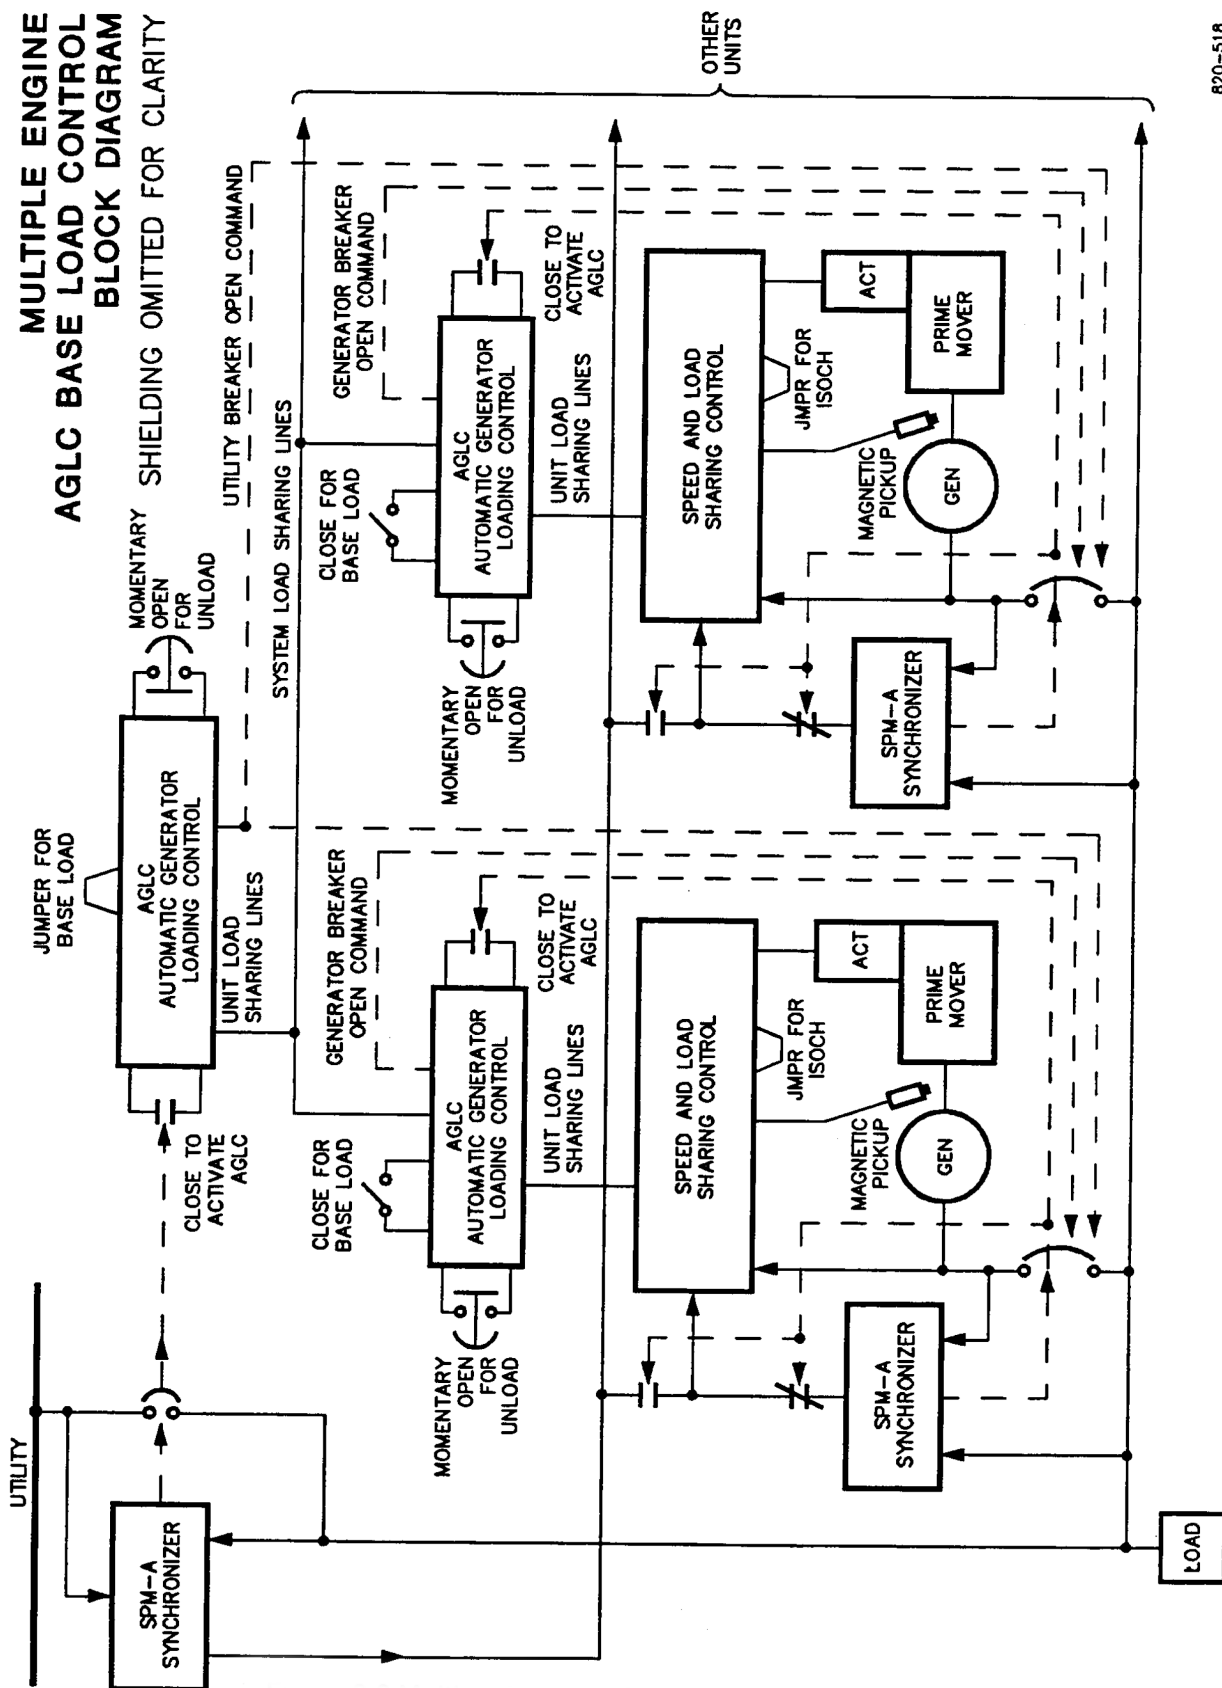 MULTIPLE ENGINE
AGLC BASE LOAD CONTROL
BLOCK DIAGRAM
SHIELDING OMITTED FOR CLARITY
UTILITY
SPM-A
SYNCHRONIZER
CLOSE TO
ACTIVATE
AGLC
JUMPER FOR
BASE LOAD
AGLC
AUTOMATIC GENERATOR
LOADING CONTROL
MOMENTARY
OPEN
FOR
UNLOAD
UNIT LOAD
SHARING LINES
UTILITY BREAKER OPEN COMMAND
SYSTEM LOAD SHARING LINES
MOMENTARY
OPEN
FOR
UNLOAD
CLOSE FOR
BASE LOAD
AGLC
AUTOMATIC GENERATOR
LOADING CONTROL
GENERATOR BREAKER
OPEN COMMAND
CLOSE TO
ACTIVATE
AGLC
UNIT LOAD
SHARING LINES
MOMENTARY
OPEN
FOR
UNLOAD
CLOSE FOR
BASE LOAD
AGLC
AUTOMATIC GENERATOR
LOADING CONTROL
GENERATOR BREAKER
OPEN COMMAND
CLOSE TO
ACTIVATE
AGLC
UNIT LOAD
SHARING LINES
SPEED AND LOAD
SHARING CONTROL
JMPR FOR
ISOCH
MAGNETIC
PICKUP
ACT
PRIME
MOVER
GEN
SPM-A
SYNCHRONIZER
SPEED AND LOAD
SHARING CONTROL
JMPR FOR
ISOCH
MAGNETIC
PICKUP
ACT
PRIME
MOVER
GEN
SPM-A
SYNCHRONIZER
OTHER
UNITS
LOAD
820-518